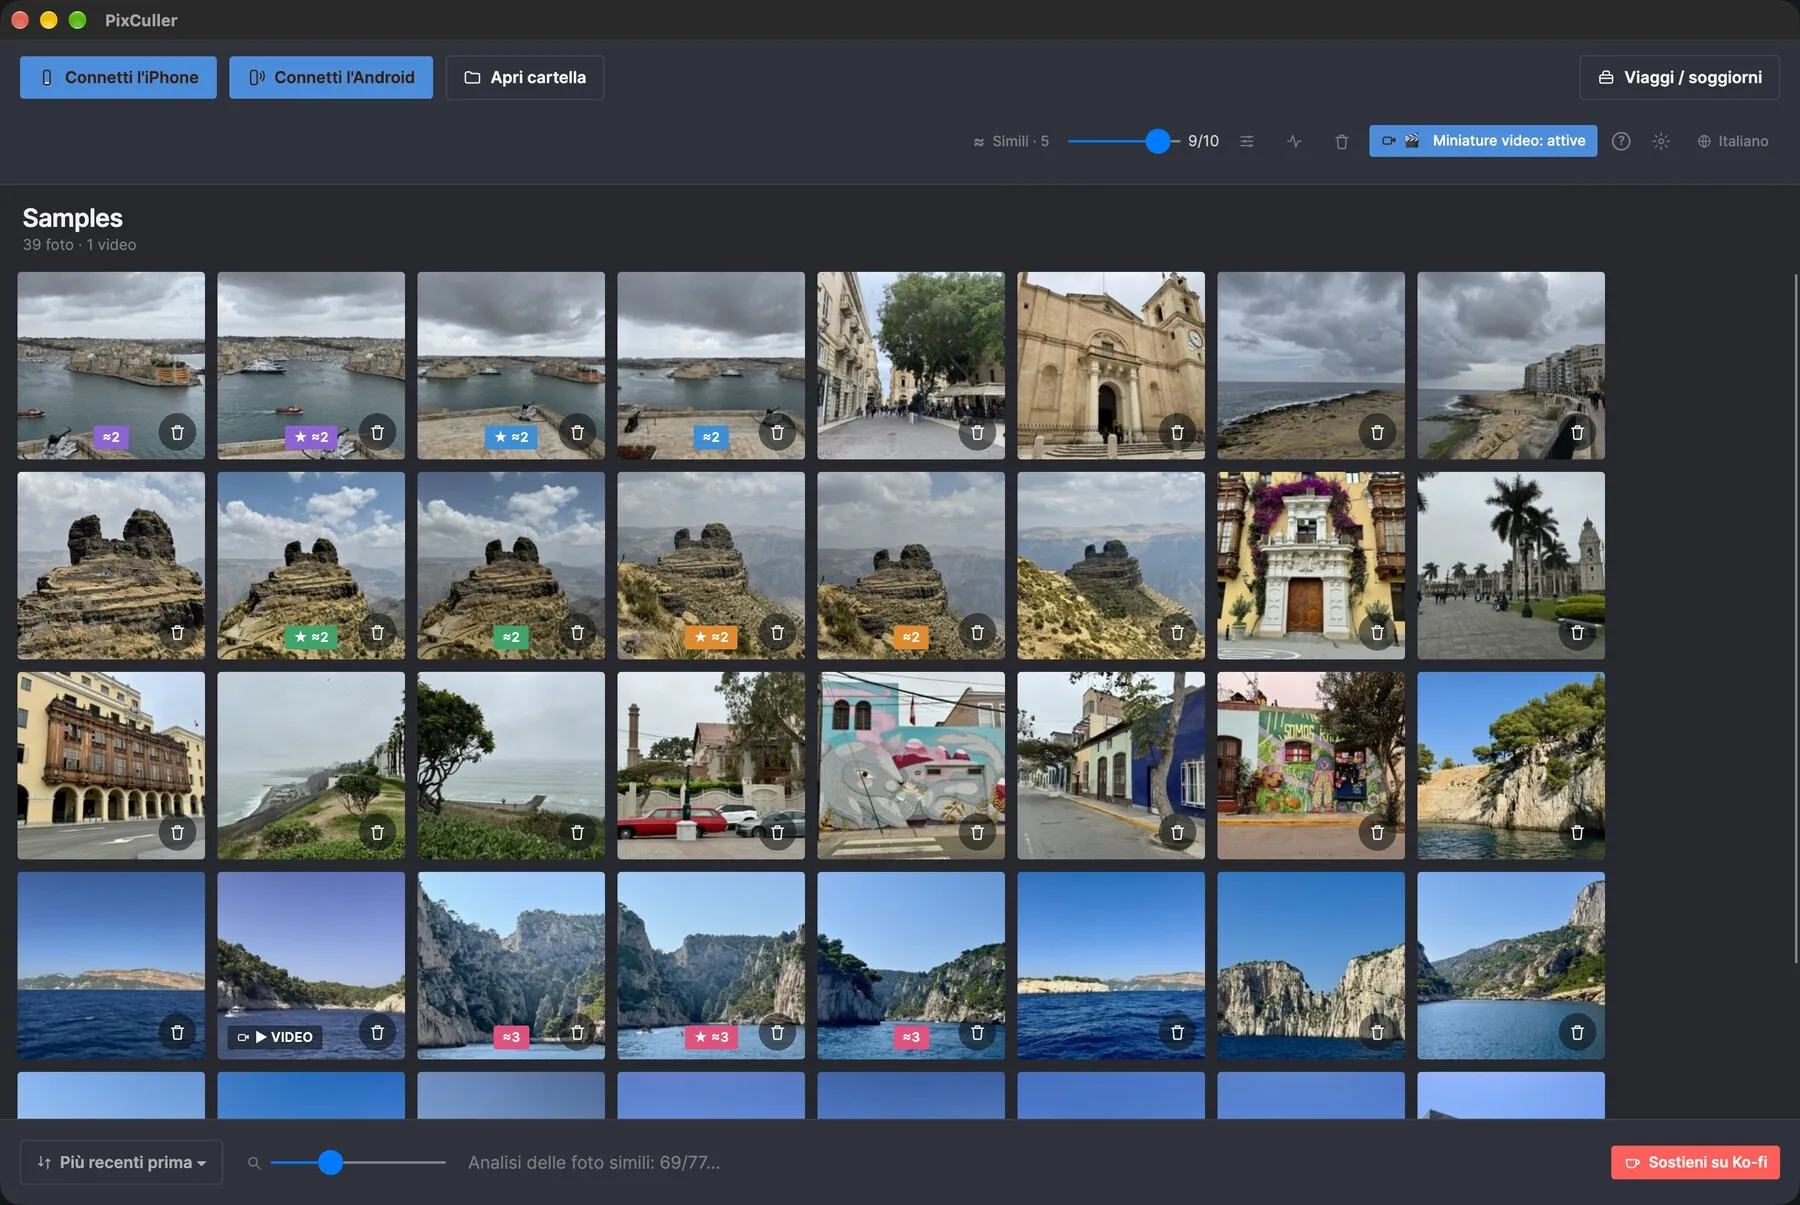 PixCuller
Connetti l'iPhone
Connetti l'Android
Apri cartella
Viaggi / soggiorni
≈ Simili · 5
9/10
Miniature video: attive
?
Italiano
Samples
39 foto · 1 video
≈2
★ ≈2
★ ≈2
≈2
★ ≈2
≈2
★ ≈2
≈2
SOMOS
VIDEO
≈3
★ ≈3
≈3
Più recenti prima
Analisi delle foto simili: 69/77...
Sostieni su Ko-fi